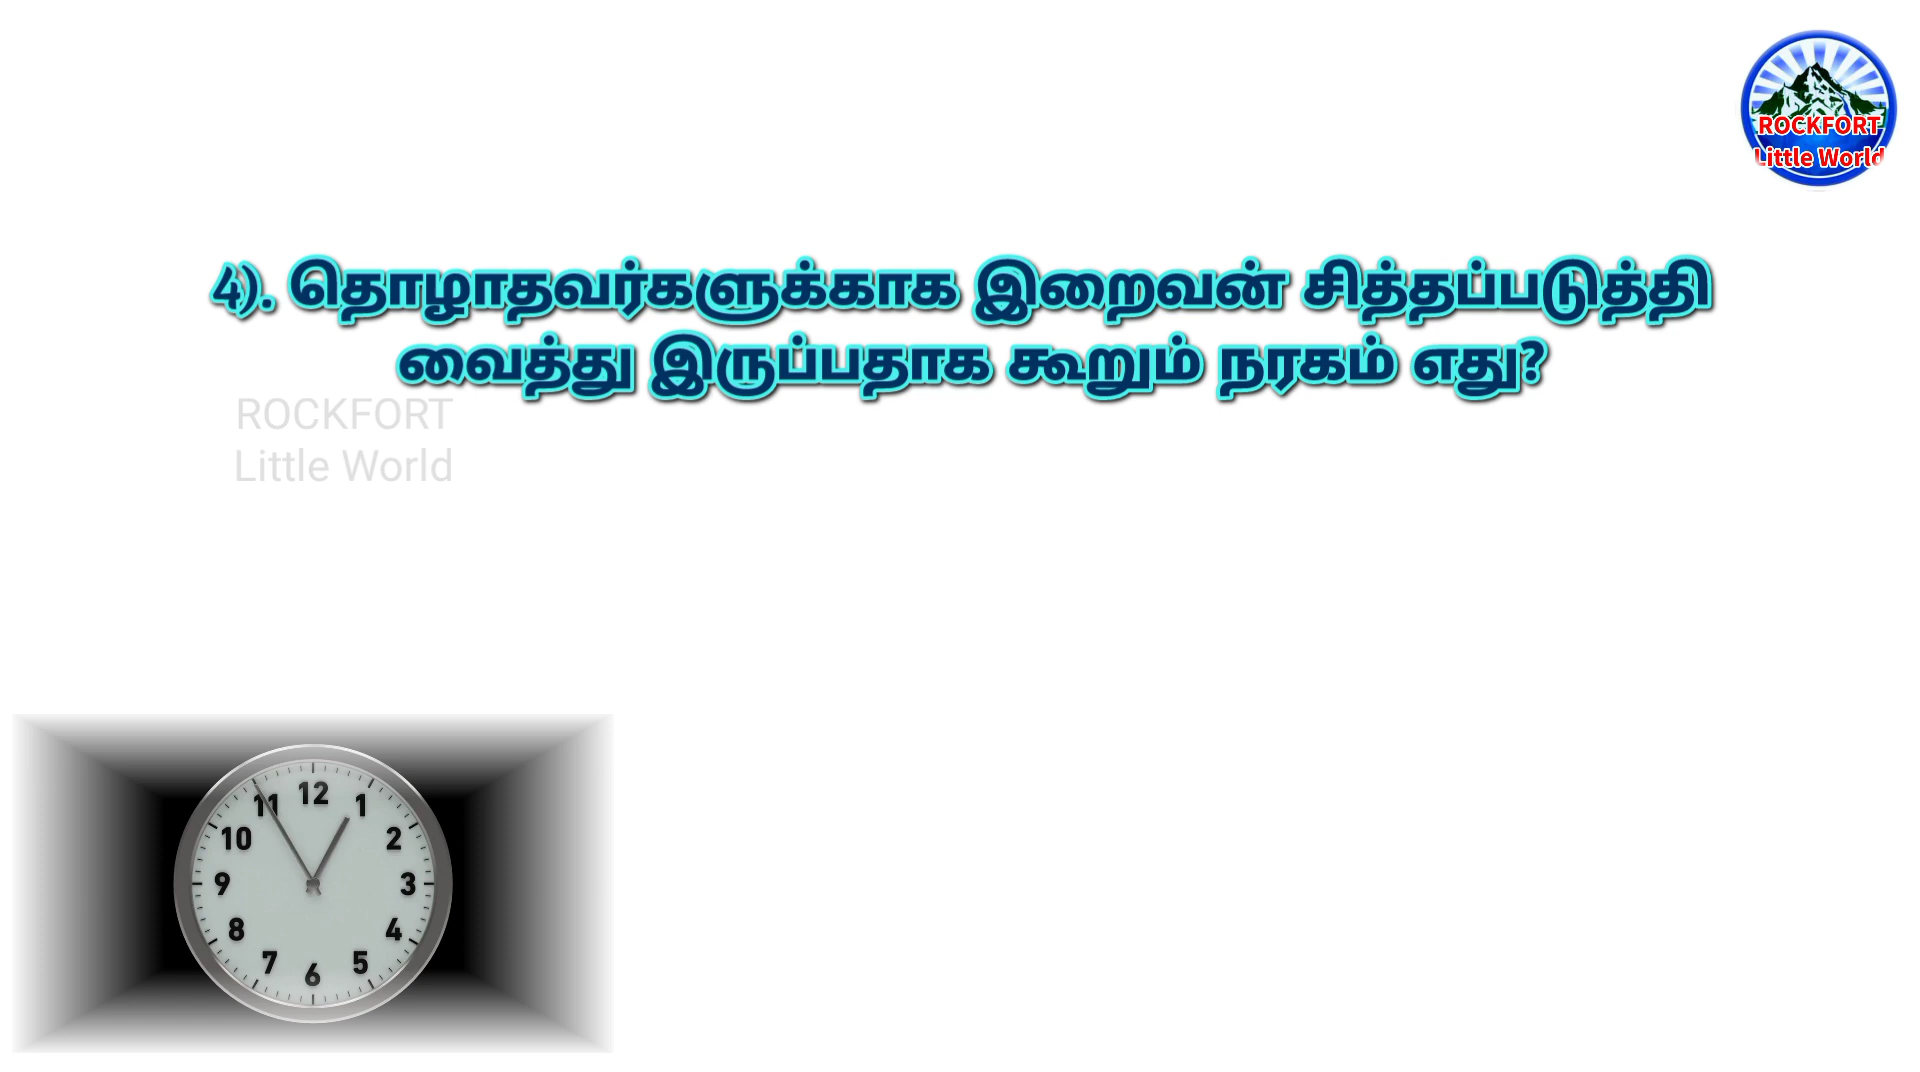 ROCKFORT
Little World
4). தொழாதவர்களுக்காக இறைவன் சித்தப்படுத்தி
வைத்து இருப்பதாக கூறும் நரகம் எது?
ROCKFORT
Little World
12
11 1
10 2
9 3
8 4
7 5
6